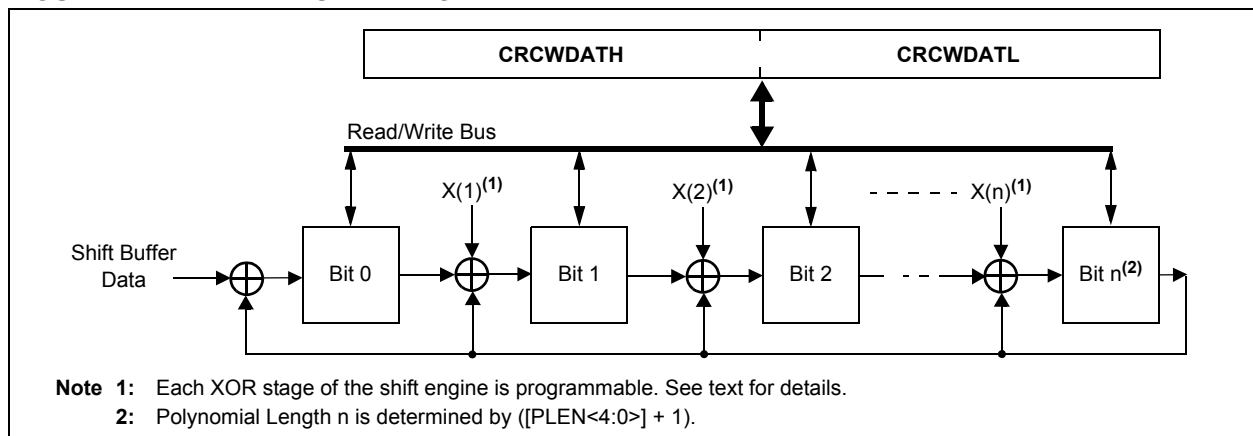 CRCWDATH CRCWDATL
Read/Write Bus
X(1)(1) X(2)(1) X(n)(1)
Shift Buffer
Data
Bit 0 Bit 1 Bit 2 Bit n(2)
Note 1: Each XOR stage of the shift engine is programmable. See text for details.
2: Polynomial Length n is determined by ([PLEN<4:0>] + 1).